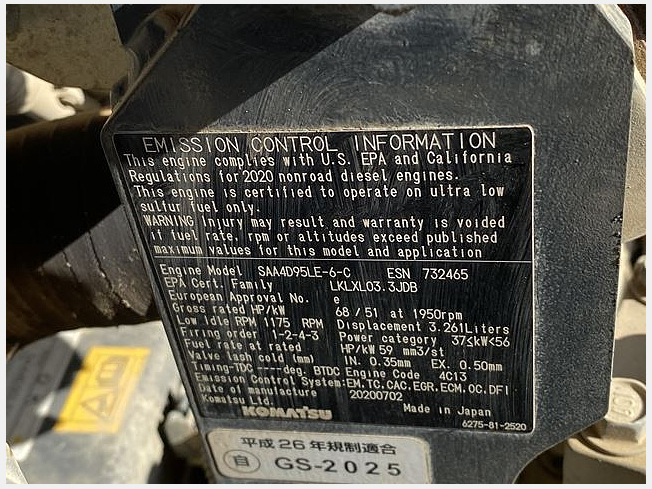 EMISSION CONTROL INFORMATION
This engine complies with U.S. EPA and California
Regulations for 2020 nonroad diesel engines.
This engine is certified to operate on ultra low
sulfur fuel only.
WARNING Injury may result and warranty is voided
if fuel rate, rpm or altitudes exceed published
maximum values for this model and application
Engine Model SAA4D95LE-6-C ESN 732465
EPA Cert. Family LKLXL03.3JDB
European Approval No. e
Gross rated HP/kW 68/51 at 1950rpm
Low Idle RPM 1175 RPM Displacement 3.261Liters
Firing order 1-2-4-3 Power category 37≤kW<56
Fuel rate at rated HP/kW 59 mm3/st
Valve lash cold (mm) IN. 0.35mm EX. 0.50mm
Timing-TDC ---- deg. BTDC Engine Code 4C13
Emission Control System:EM,TC,CAC,EGR,ECM,OC,DFI
Date of manufacture 20200702
Komatsu Ltd. Made in Japan
KOMATSU
6275-81-2520
平成26年規制適合
自 GS-2025